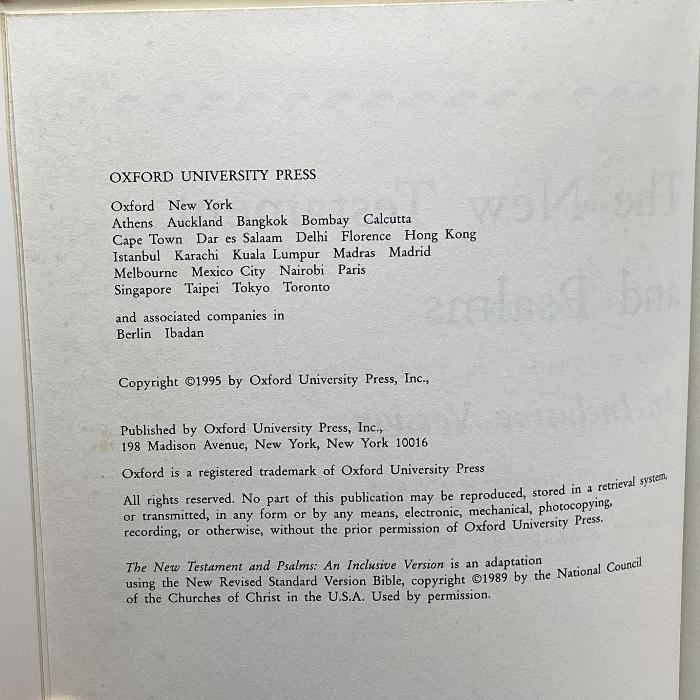 OXFORD UNIVERSITY PRESS
Oxford New York
Athens Auckland Bangkok Bombay Calcutta
Cape Town Dar es Salaam Delhi Florence Hong Kong
Istanbul Karachi Kuala Lumpur Madras Madrid
Melbourne Mexico City Nairobi Paris
Singapore Taipei Tokyo Toronto
and associated companies in
Berlin Ibadan
Copyright ©1995 by Oxford University Press, Inc.,
Published by Oxford University Press, Inc.,
198 Madison Avenue, New York, New York 10016
Oxford is a registered trademark of Oxford University Press
All rights reserved. No part of this publication may be reproduced, stored in a retrieval system,
or transmitted, in any form or by any means, electronic, mechanical, photocopying,
recording, or otherwise, without the prior permission of Oxford University Press.
The New Testament and Psalms: An Inclusive Version is an adaptation
using the New Revised Standard Version Bible, copyright ©1989 by the National Council
of the Churches of Christ in the U.S.A. Used by permission.